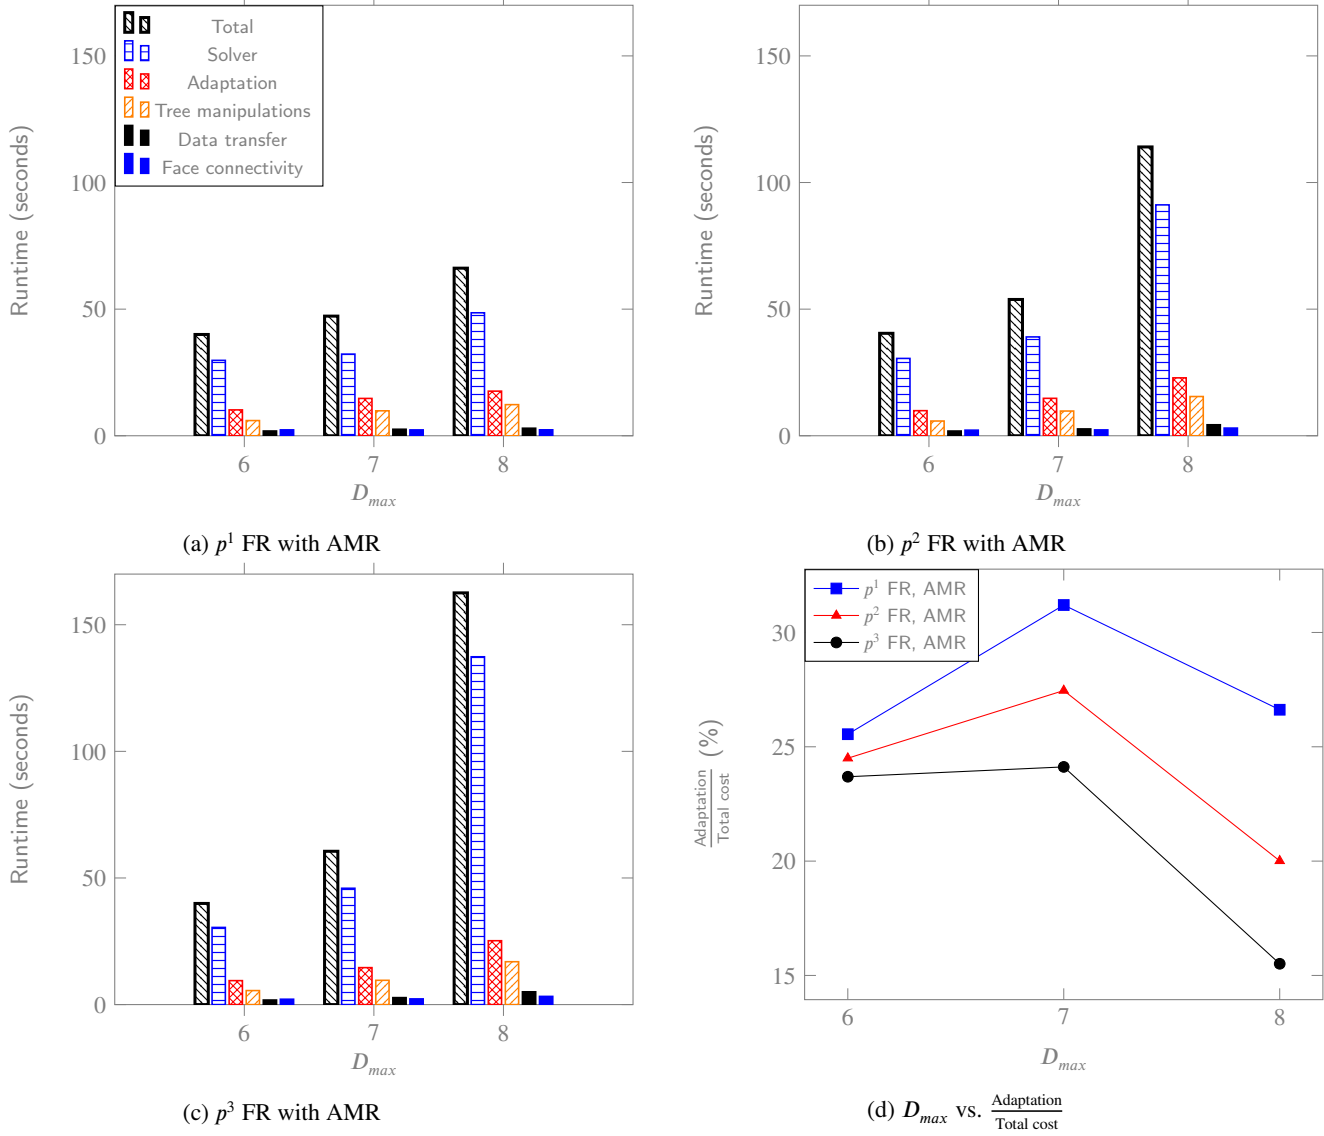 Total
Solver
Adaptation
Tree manipulations
Data transfer
Face connectivity
Runtime (seconds)
150
100
50
0
6 7 8
D_max
(a) p^1 FR with AMR
Runtime (seconds)
150
100
50
0
6 7 8
D_max
(b) p^2 FR with AMR
Runtime (seconds)
150
100
50
0
6 7 8
D_max
(c) p^3 FR with AMR
p^1 FR, AMR
p^2 FR, AMR
p^3 FR, AMR
Adaptation
Total cost (%)
30
25
20
15
6 7 8
D_max
(d) D_max vs. Adaptation
Total cost